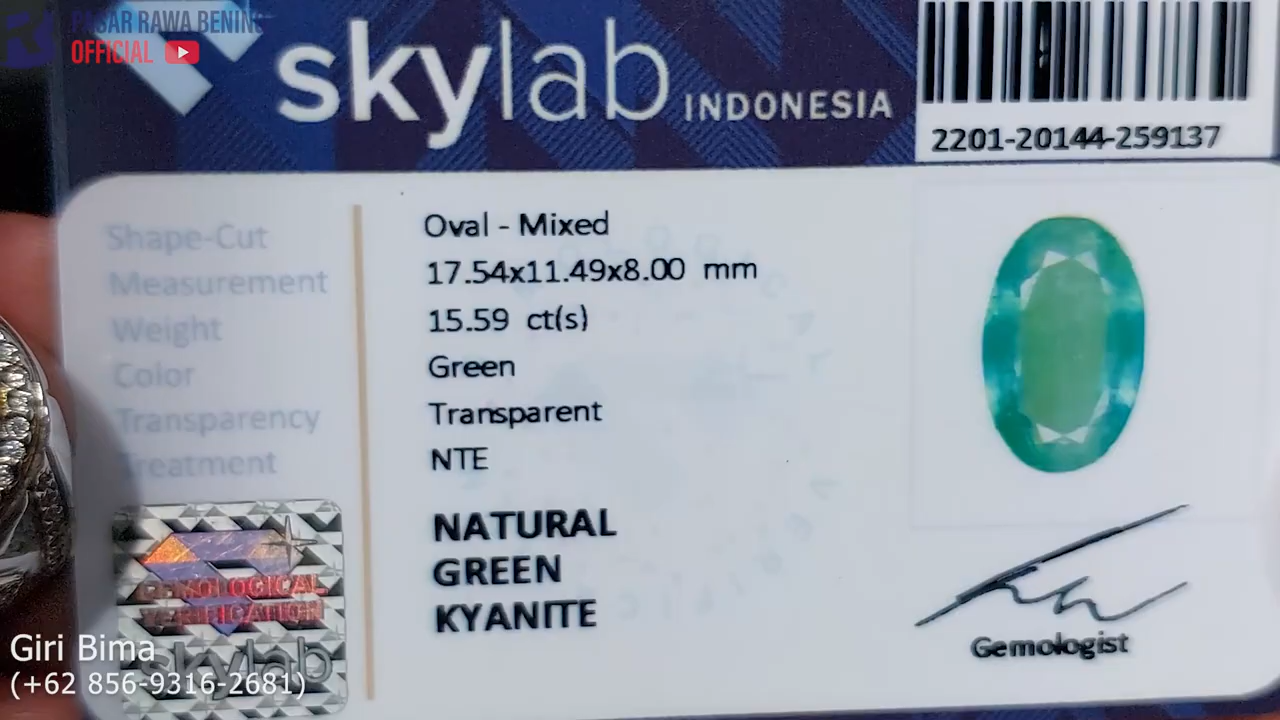 PASAR RAWA BENING
OFFICIAL
skylab INDONESIA
2201-20144-259137
Shape-Cut Oval - Mixed
Measurement 17.54x11.49x8.00 mm
Weight 15.59 ct(s)
Color Green
Transparency Transparent
Treatment NTE
NATURAL
GREEN
KYANITE
GEMOLOGICAL
VERIFICATION
skylab
Gemologist
Giri Bima
(+62 856-9316-2681)